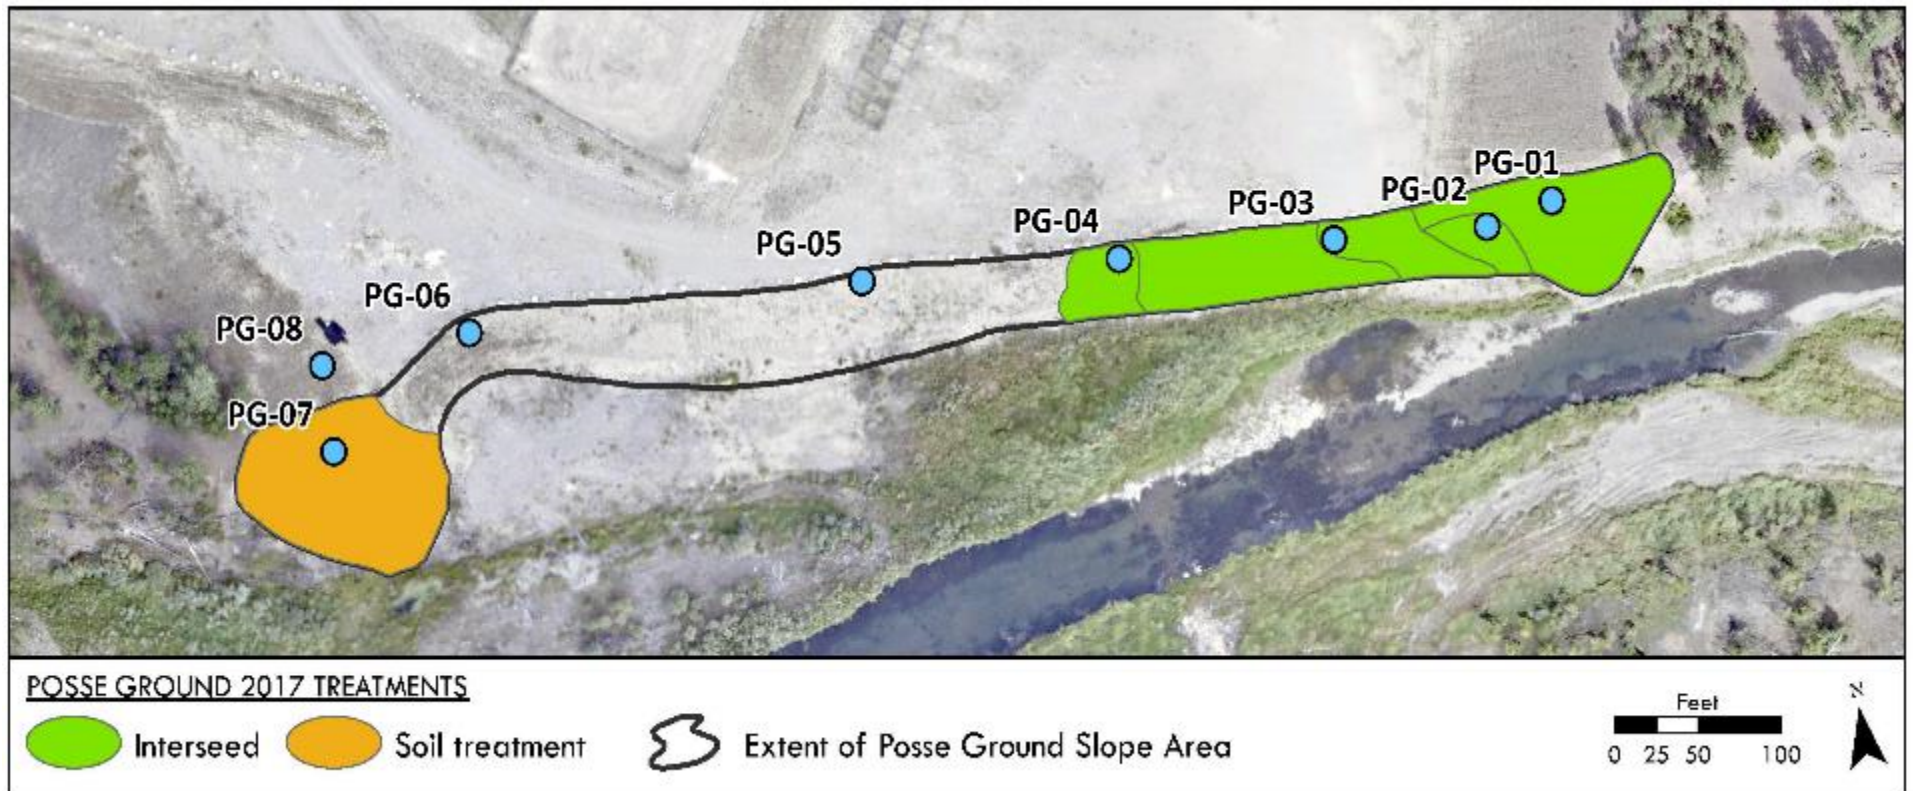 PG-01
PG-02
PG-03
PG-04
PG-05
PG-06
PG-08
PG-07
POSSE GROUND 2017 TREATMENTS
Interseed
Soil treatment
Extent of Posse Ground Slope Area
Feet
0 25 50 100
N